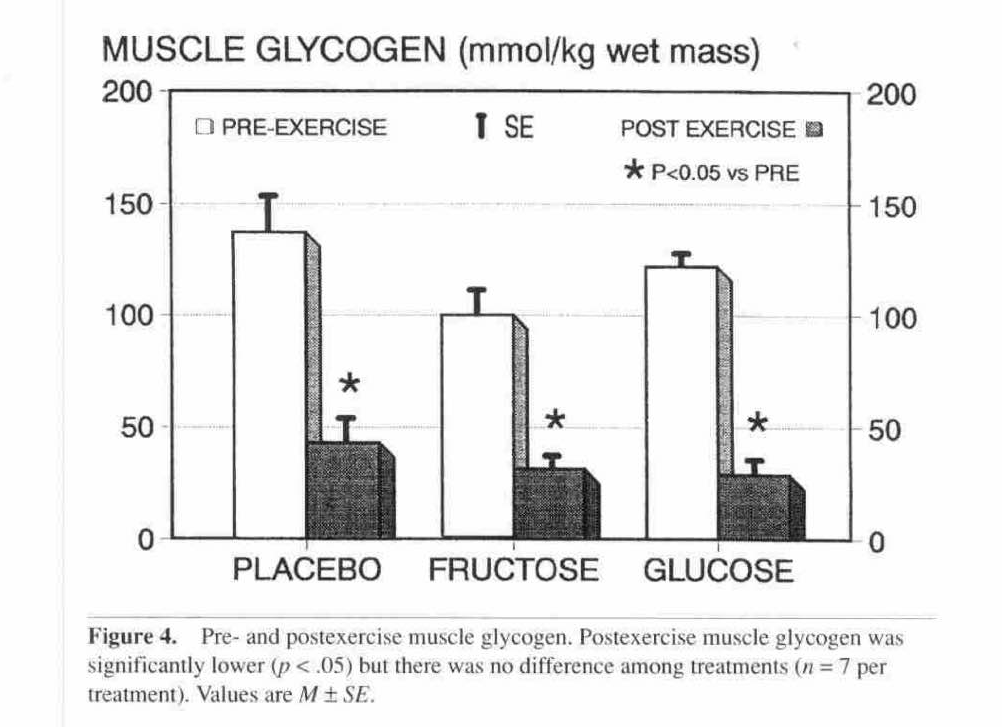 MUSCLE GLYCOGEN (mmol/kg wet mass)
200 200
PRE-EXERCISE SE POST EXERCISE
* P<0.05 vs PRE
150 150
100 100
*
50 * * 50
0 0
PLACEBO FRUCTOSE GLUCOSE
Figure 4. Pre- and postexercise muscle glycogen. Postexercise muscle glycogen was
significantly lower (p < .05) but there was no difference among treatments (n = 7 per
treatment). Values are M ± SE.